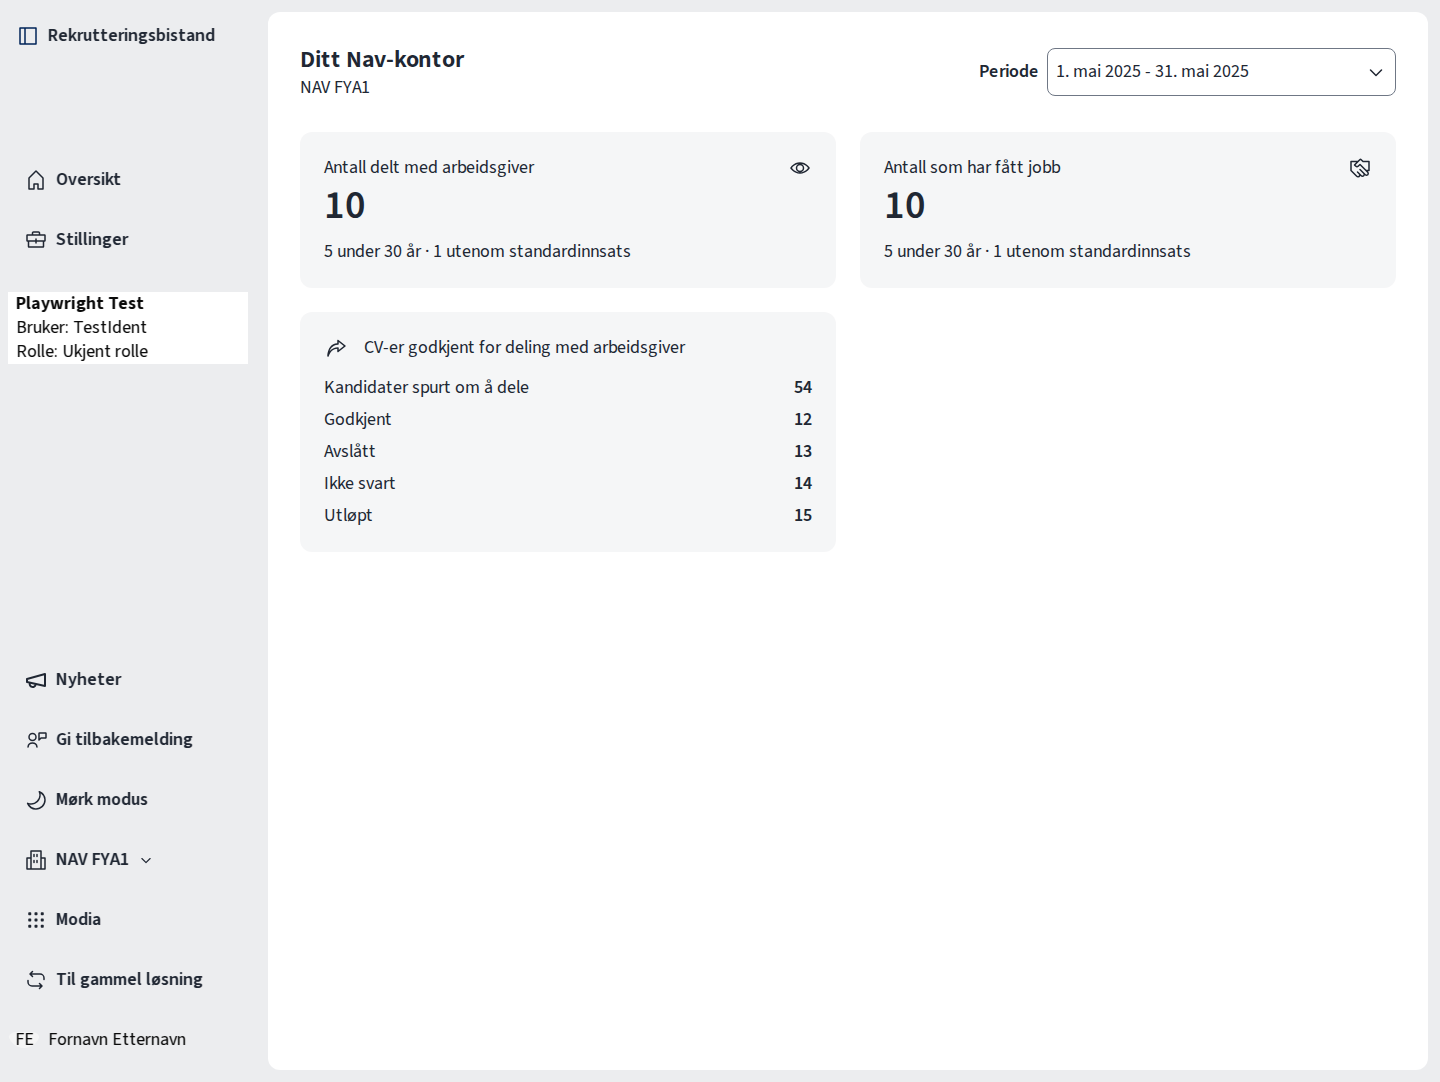 Rekrutteringsbistand
Oversikt
Stillinger
Playwright Test
Bruker: TestIdent
Rolle: Ukjent rolle
Nyheter
Gi tilbakemelding
Mørk modus
NAV FYA1
Modia
Til gammel løsning
FE Fornavn Etternavn
Ditt Nav-kontor
NAV FYA1
Periode 1. mai 2025 - 31. mai 2025
Antall delt med arbeidsgiver
10
5 under 30 år · 1 utenom standardinnsats
Antall som har fått jobb
10
5 under 30 år · 1 utenom standardinnsats
CV-er godkjent for deling med arbeidsgiver
Kandidater spurt om å dele 54
Godkjent 12
Avslått 13
Ikke svart 14
Utløpt 15